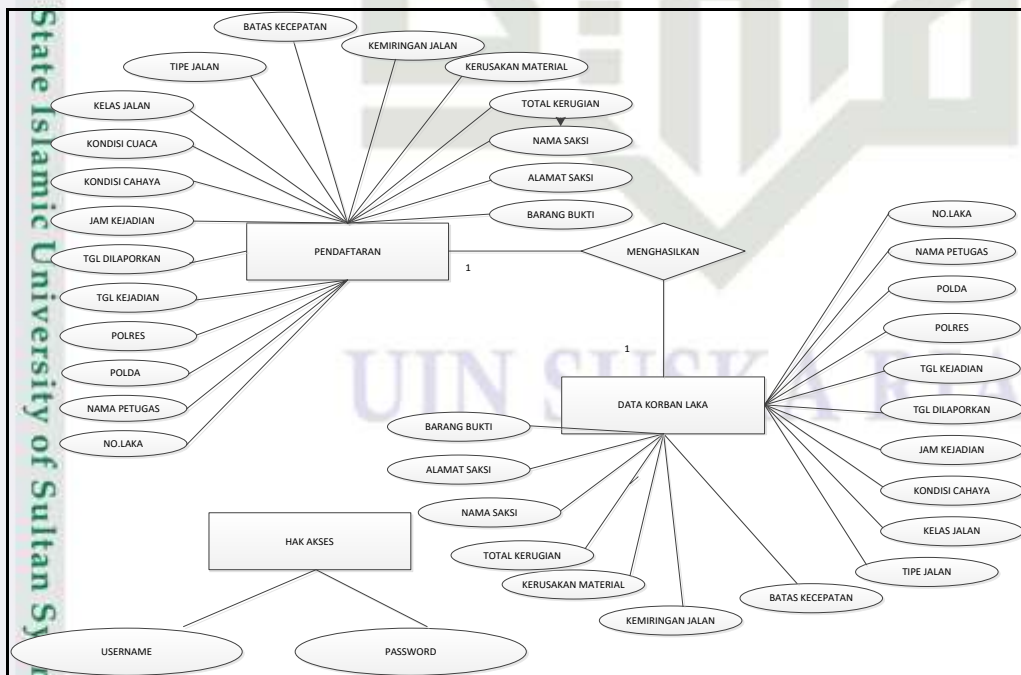 State Islamic University of Sultan Sy
UIN SUSKA RIA
BATAS KECEPATAN
KEMIRINGAN JALAN
TIPE JALAN
KERUSAKAN MATERIAL
KELAS JALAN
TOTAL KERUGIAN
KONDISI CUACA
NAMA SAKSI
KONDISI CAHAYA
ALAMAT SAKSI
JAM KEJADIAN
BARANG BUKTI
PENDAFTARAN
1
MENGHASILKAN
TGL DILAPORKAN
TGL KEJADIAN
POLRES
POLDA
NAMA PETUGAS
NO.LAKA
1
DATA KORBAN LAKA
NO.LAKA
NAMA PETUGAS
POLDA
POLRES
TGL KEJADIAN
TGL DILAPORKAN
JAM KEJADIAN
KONDISI CAHAYA
KELAS JALAN
TIPE JALAN
BATAS KECEPATAN
KEMIRINGAN JALAN
KERUSAKAN MATERIAL
TOTAL KERUGIAN
NAMA SAKSI
ALAMAT SAKSI
BARANG BUKTI
HAK AKSES
USERNAME
PASSWORD